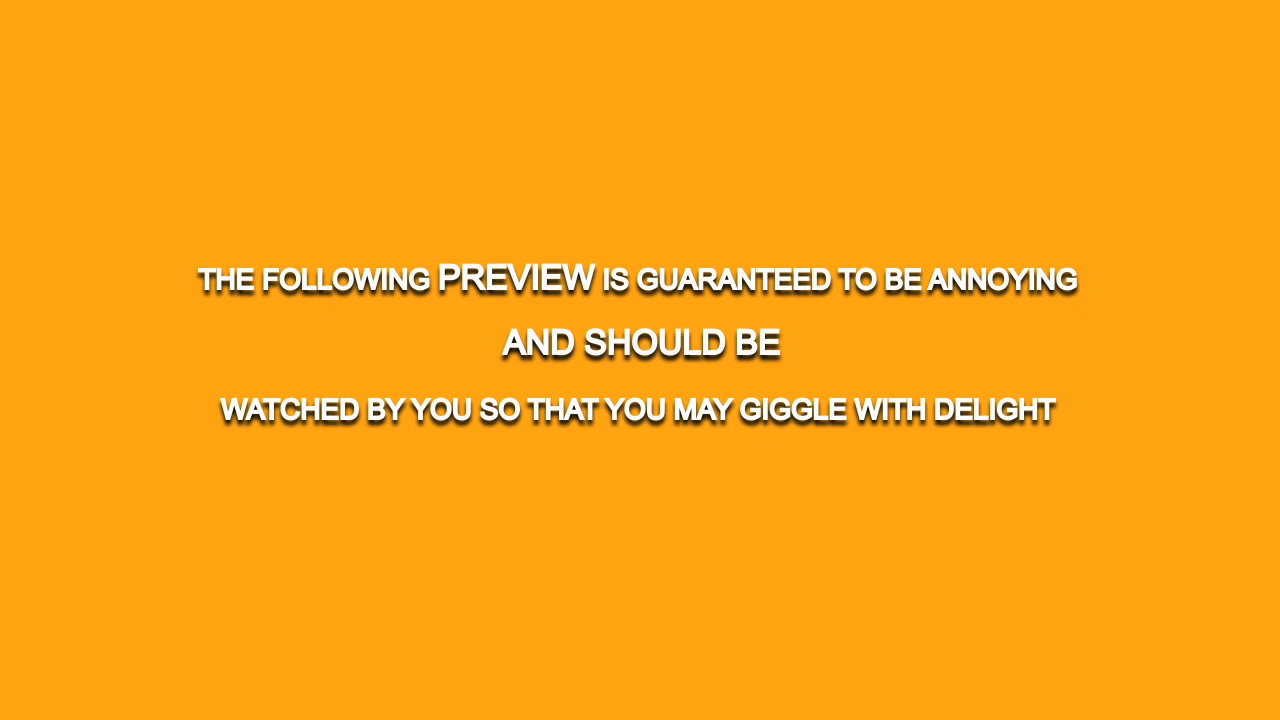 THE FOLLOWING PREVIEW IS GUARANTEED TO BE ANNOYING
AND SHOULD BE
WATCHED BY YOU SO THAT YOU MAY GIGGLE WITH DELIGHT